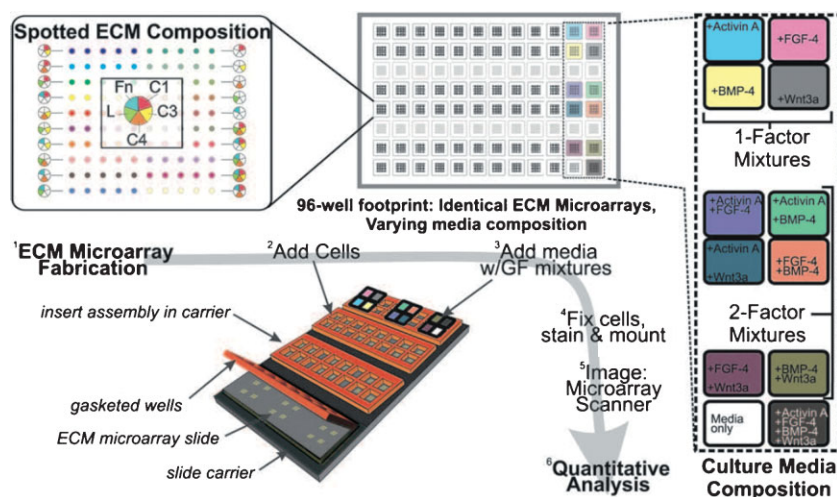 Spotted ECM Composition
Fn
C1
L
C3
C4
96-well footprint: Identical ECM Microarrays,
Varying media composition
1ECM Microarray
Fabrication
2Add Cells
3Add media
w/GF mixtures
4Fix cells,
stain & mount
5Image:
Microarray
Scanner
6Quantitative
Analysis
insert assembly in carrier
gasketed wells
ECM microarray slide
slide carrier
+Activin A
+FGF-4
+BMP-4
+Wnt3a
1-Factor
Mixtures
+Activin A
+FGF-4
+Activin A
+BMP-4
+Activin A
+Wnt3a
+FGF-4
+BMP-4
2-Factor
Mixtures
+FGF-4
+Wnt3a
+BMP-4
+Wnt3a
Media
only
+Activin A
+FGF-4
+BMP-4
+Wnt3a
Culture Media
Composition